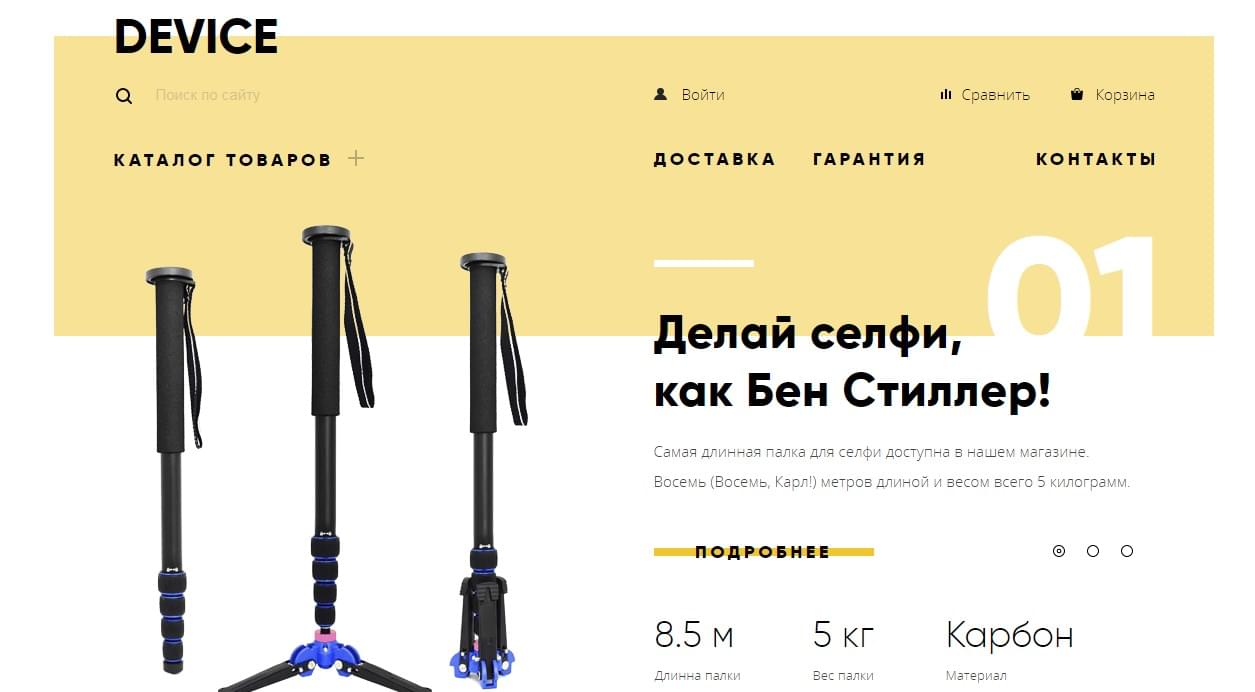 DEVICE
Поиск по сайту
Войти
Сравнить
Корзина
КАТАЛОГ ТОВАРОВ
ДОСТАВКА
ГАРАНТИЯ
КОНТАКТЫ
01
Делай селфи,
как Бен Стиллер!
Самая длинная палка для селфи доступна в нашем магазине.
Восемь (Восемь, Карл!) метров длиной и весом всего 5 килограмм.
ПОДРОБНЕЕ
8.5 м
5 кг
Карбон
Длинна палки
Вес палки
Материал